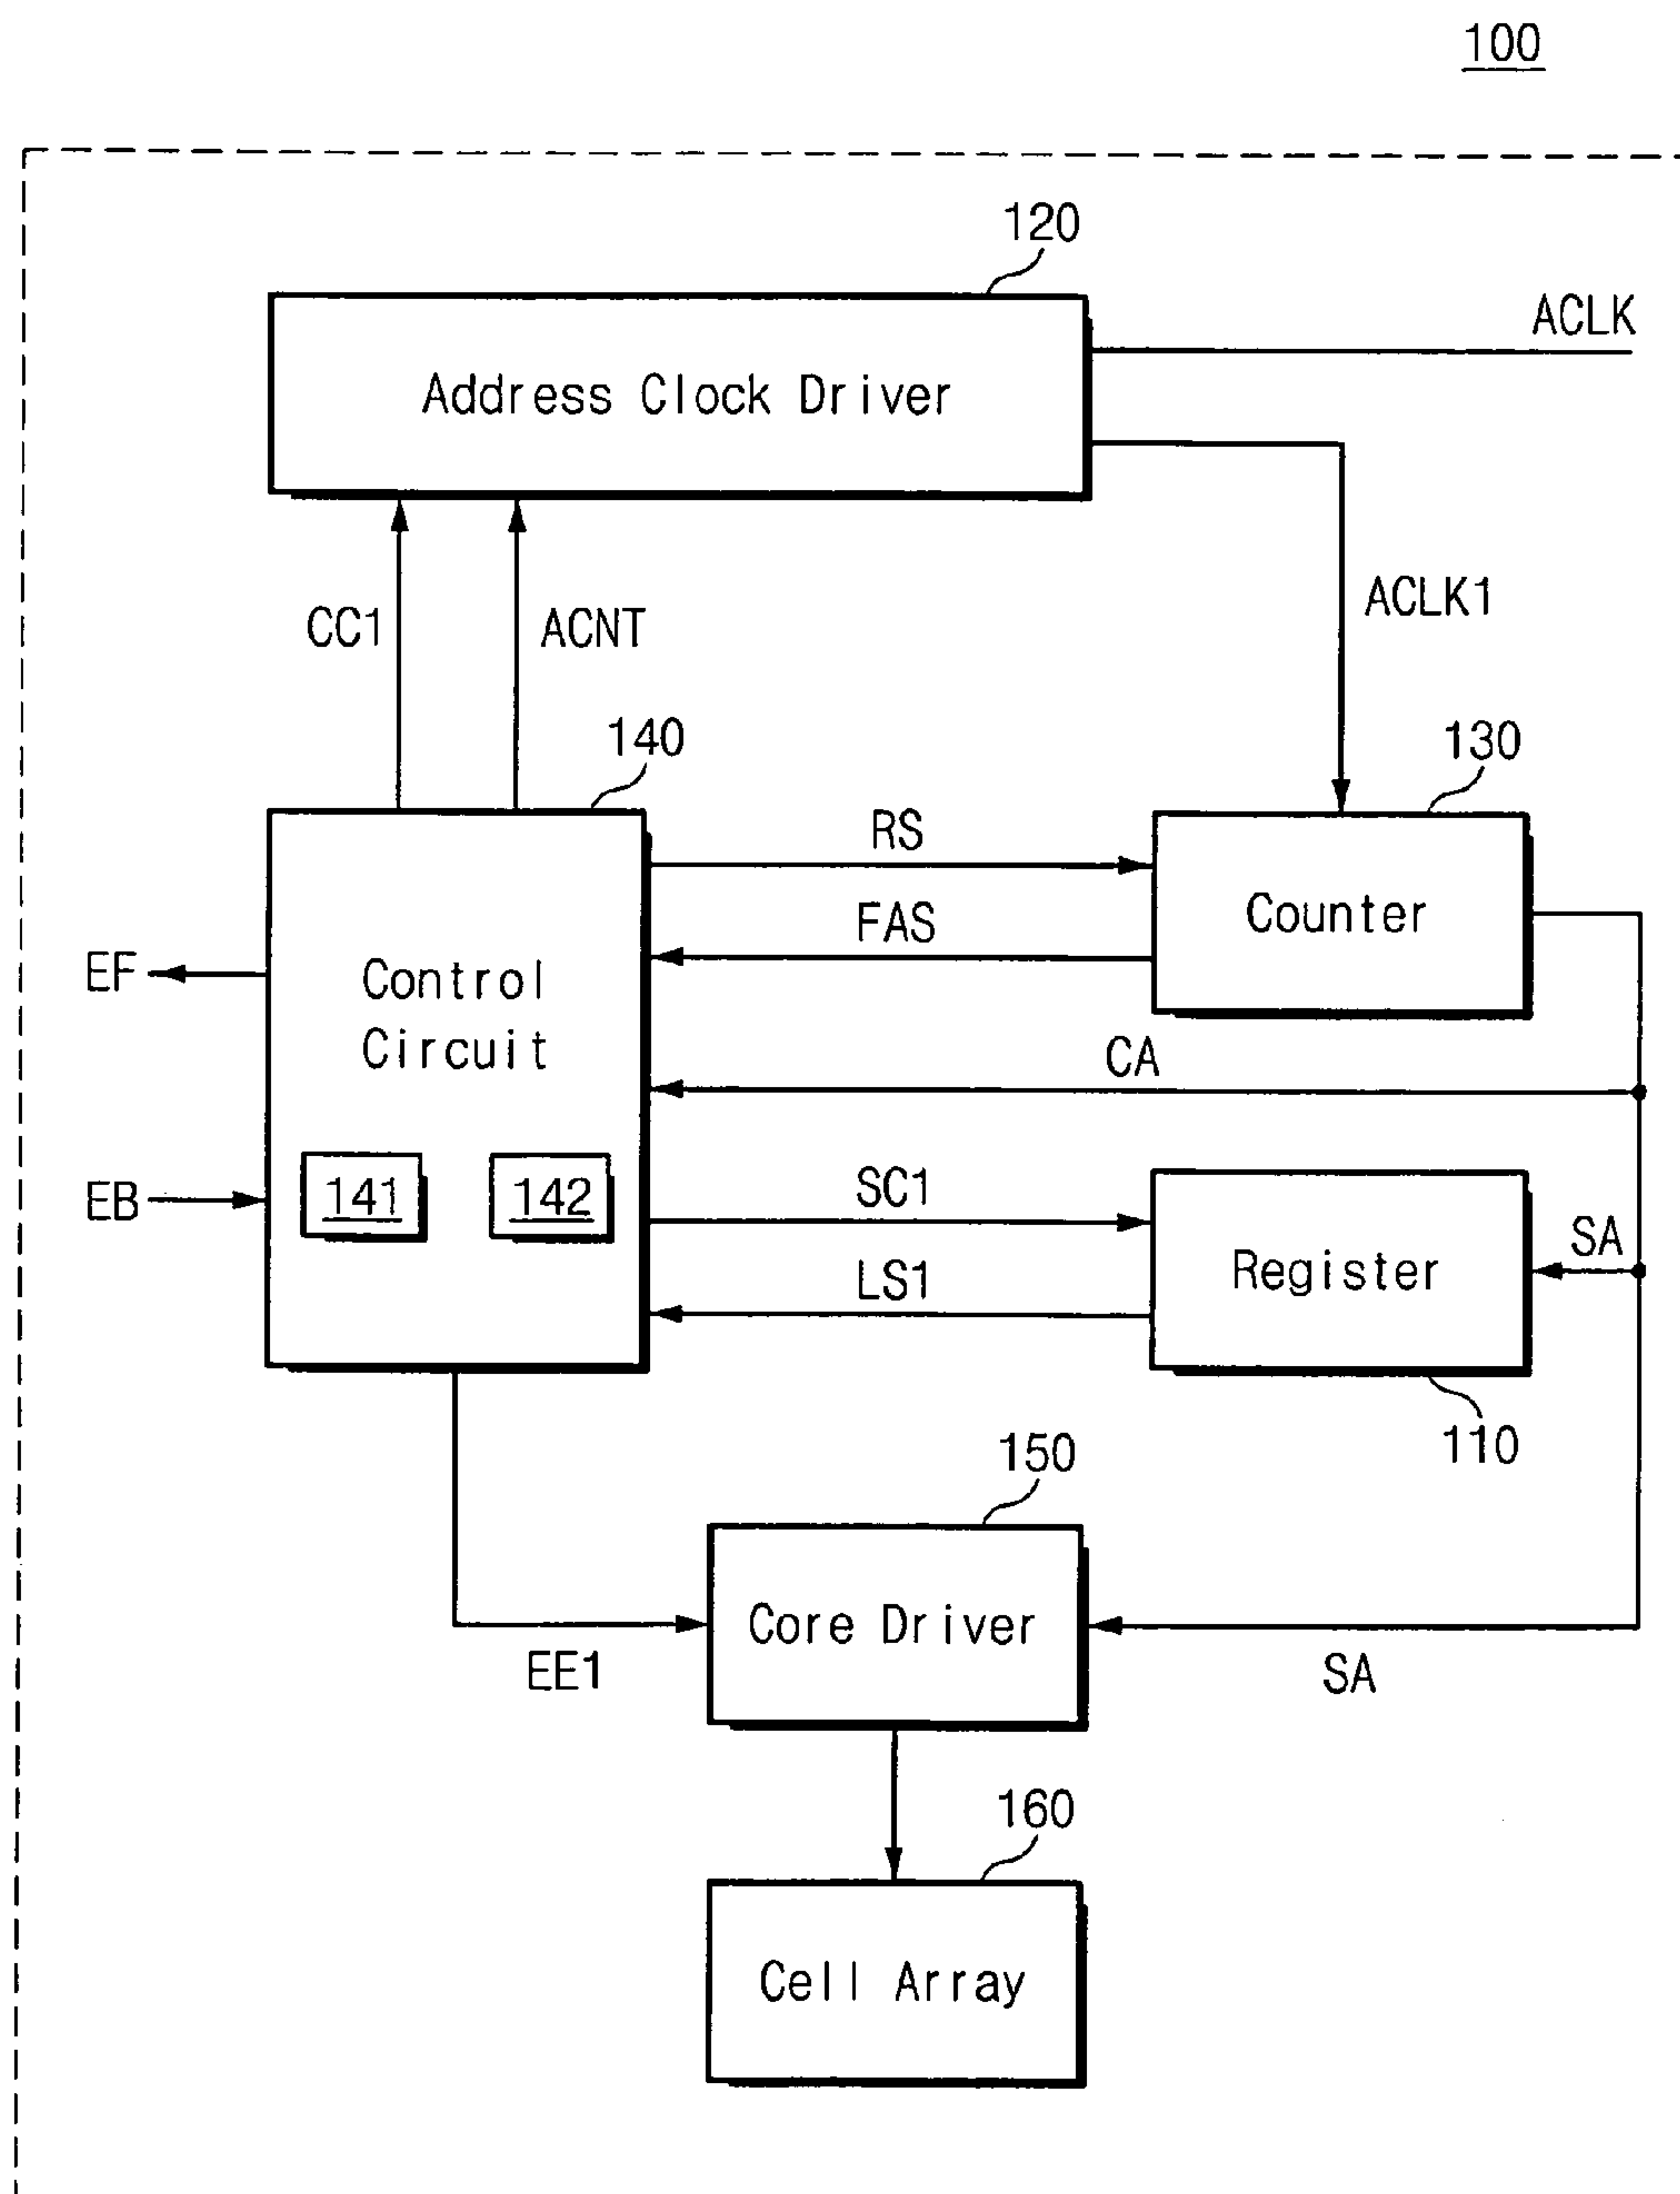 100
120
ACLK
Address Clock Driver
CC1
ACNT
ACLK1
140
130
RS
Counter
FAS
EF
Control
Circuit
CA
EB
141
142
SC1
SA
Register
LS1
110
150
Core Driver
EE1
SA
160
Cell Array